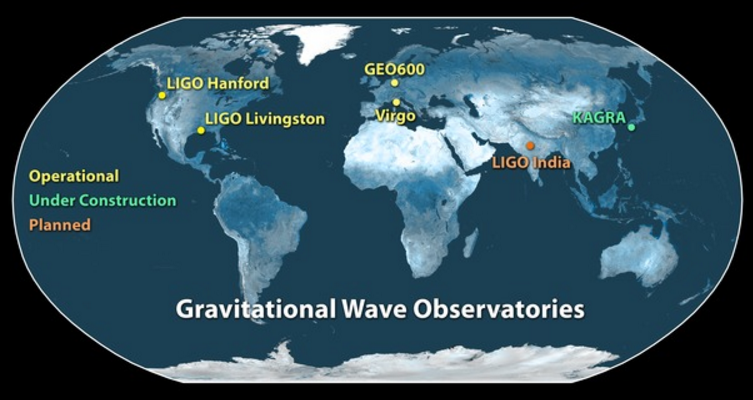 GEO600
LIGO Hanford
Virgo
LIGO Livingston
KAGRA
LIGO India
Operational
Under Construction
Planned
Gravitational Wave Observatories